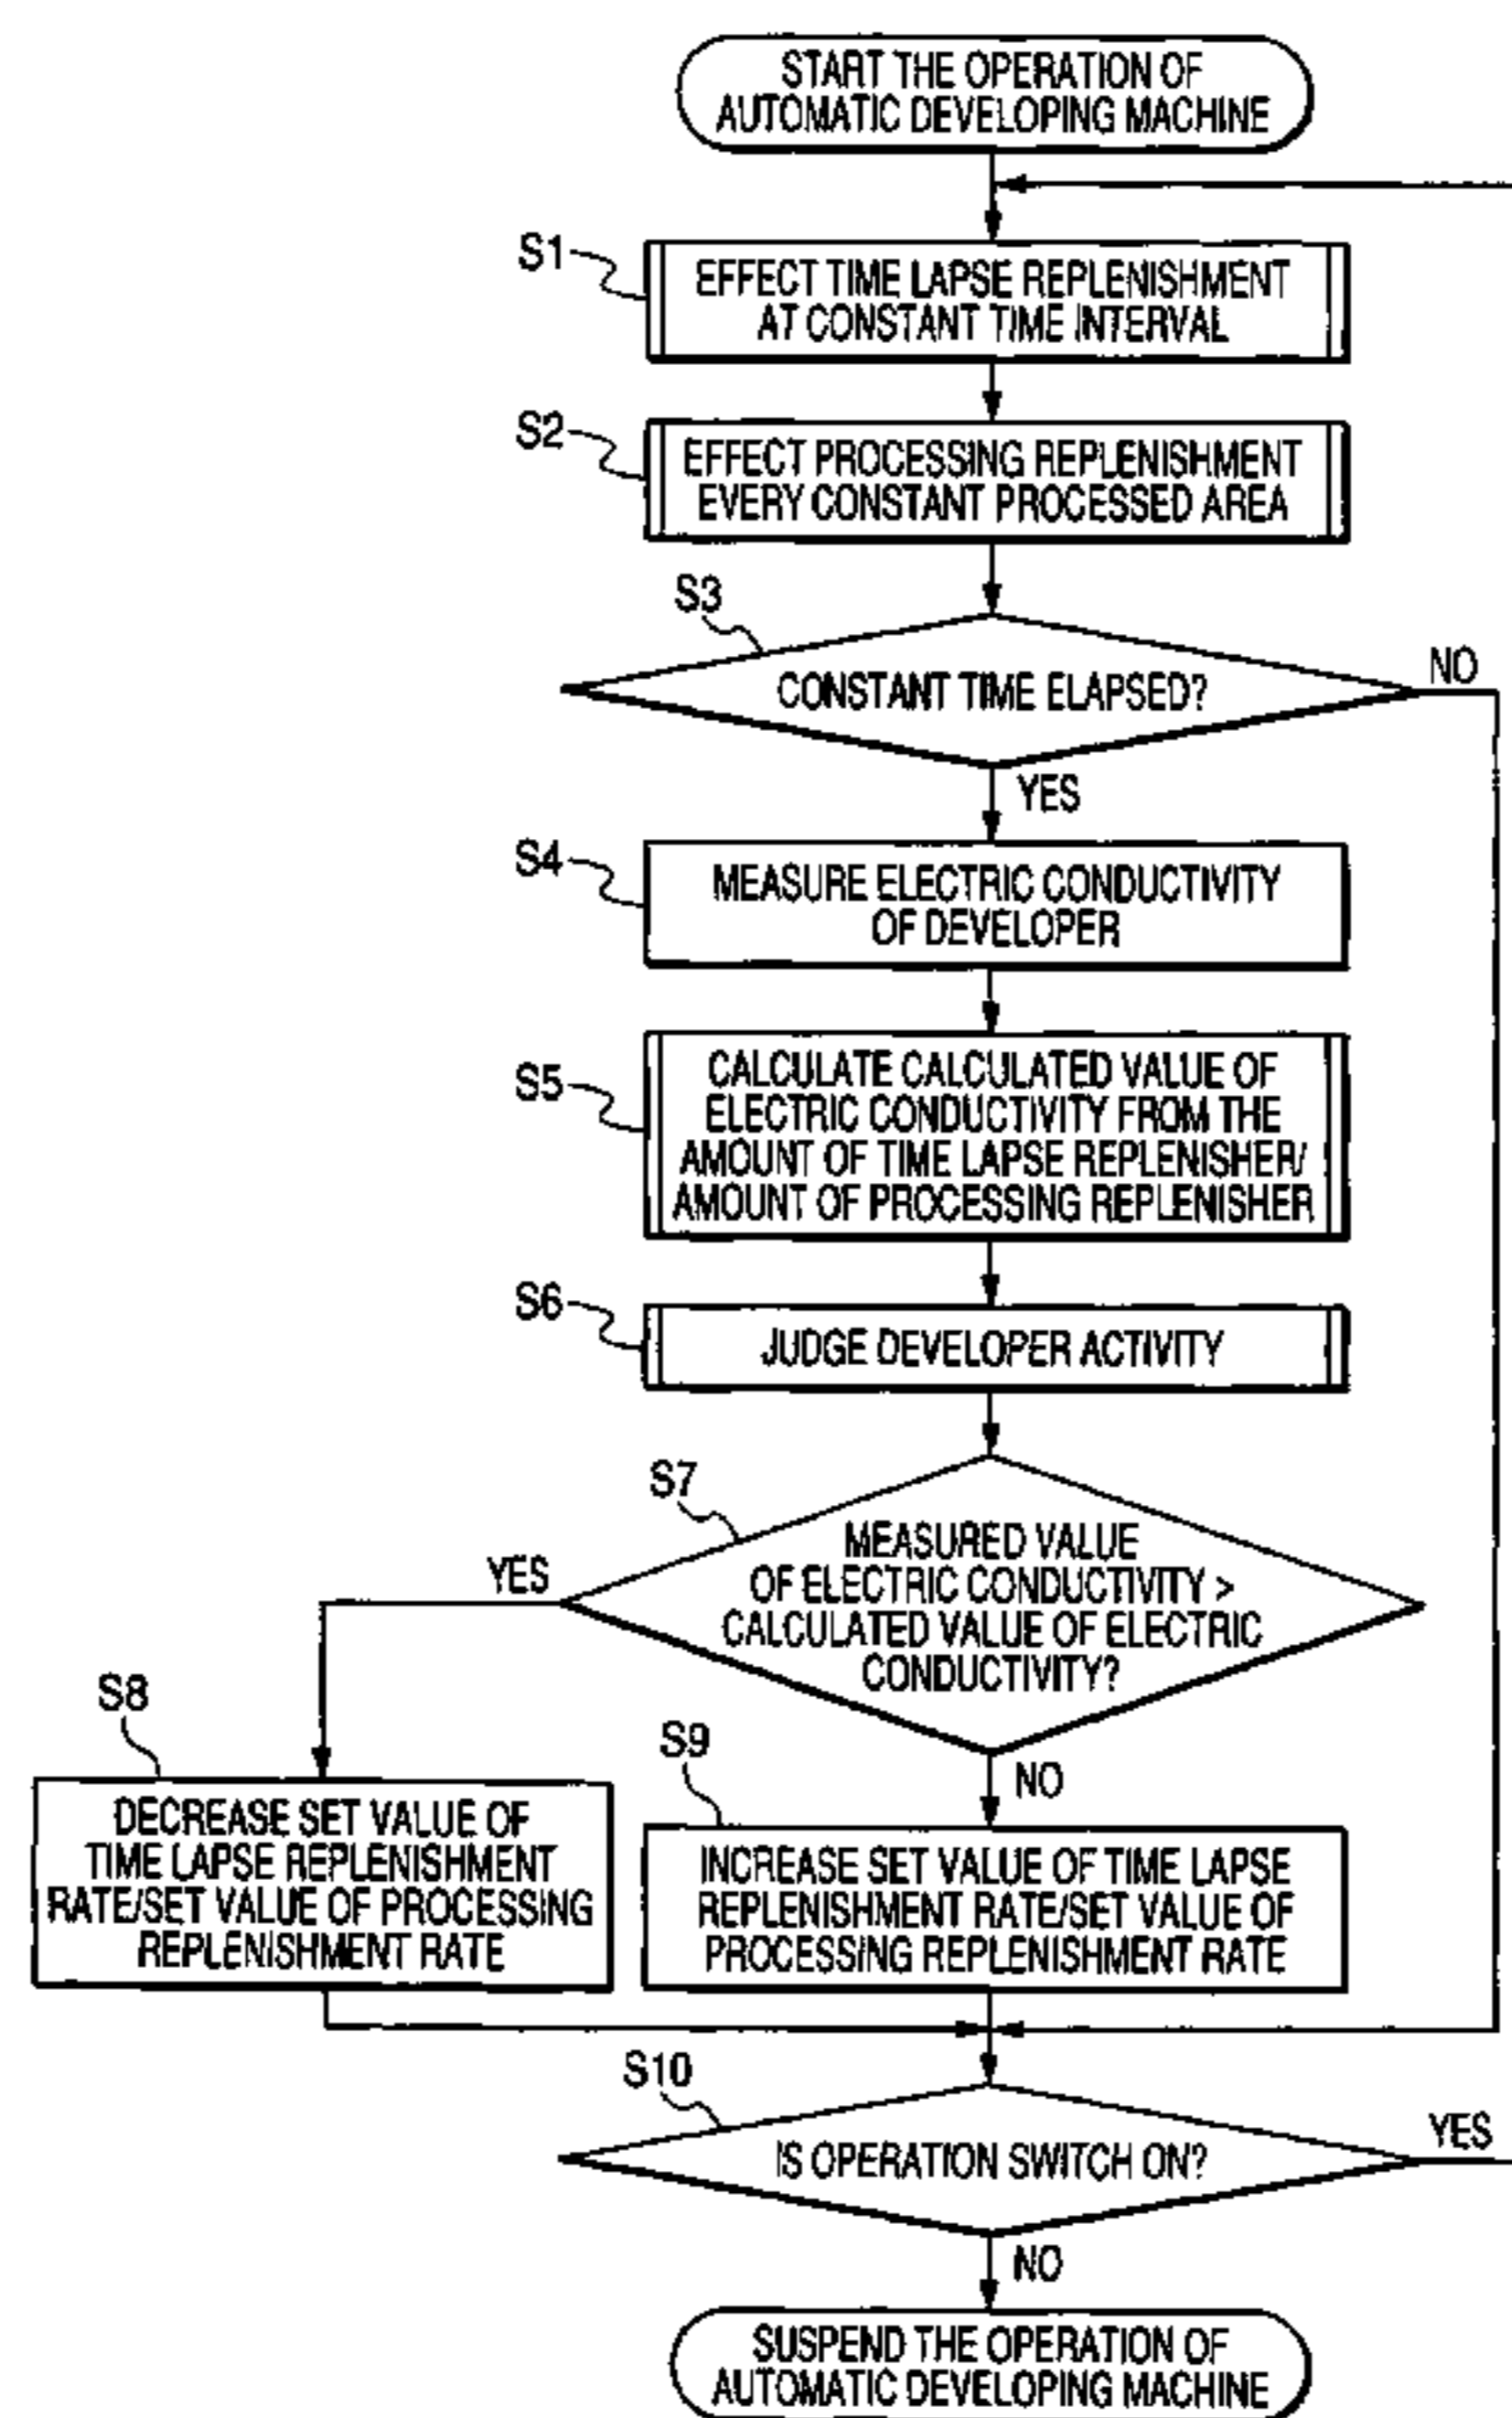 START THE OPERATION OF
AUTOMATIC DEVELOPING MACHINE
S1
EFFECT TIME LAPSE REPLENISHMENT
AT CONSTANT TIME INTERVAL
S2
EFFECT PROCESSING REPLENISHMENT
EVERY CONSTANT PROCESSED AREA
S3
CONSTANT TIME ELAPSED?
NO
YES
S4
MEASURE ELECTRIC CONDUCTIVITY
OF DEVELOPER
S5
CALCULATE CALCULATED VALUE OF
ELECTRIC CONDUCTIVITY FROM THE
AMOUNT OF TIME LAPSE REPLENISHER/
AMOUNT OF PROCESSING REPLENISHER
S6
JUDGE DEVELOPER ACTIVITY
S7
MEASURED VALUE
OF ELECTRIC CONDUCTIVITY >
CALCULATED VALUE OF ELECTRIC
CONDUCTIVITY?
YES
NO
S8
DECREASE SET VALUE OF
TIME LAPSE REPLENISHMENT
RATE/SET VALUE OF PROCESSING
REPLENISHMENT RATE
S9
INCREASE SET VALUE OF TIME LAPSE
REPLENISHMENT RATE/SET VALUE OF
PROCESSING REPLENISHMENT RATE
S10
IS OPERATION SWITCH ON?
YES
NO
SUSPEND THE OPERATION OF
AUTOMATIC DEVELOPING MACHINE